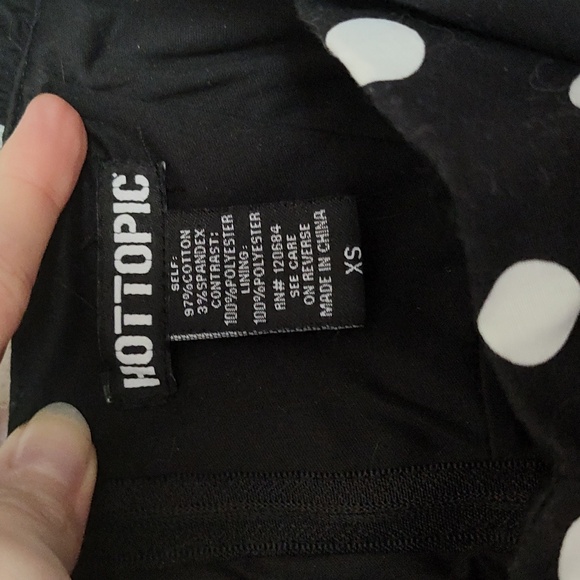 HOTTOPIC
SELF:
97%COTTON
3%SPANDEX
CONTRAST:
100%POLYESTER
LINING:
100%POLYESTER
RN# 120684
SEE CARE
ON REVERSE
MADE IN CHINA
XS